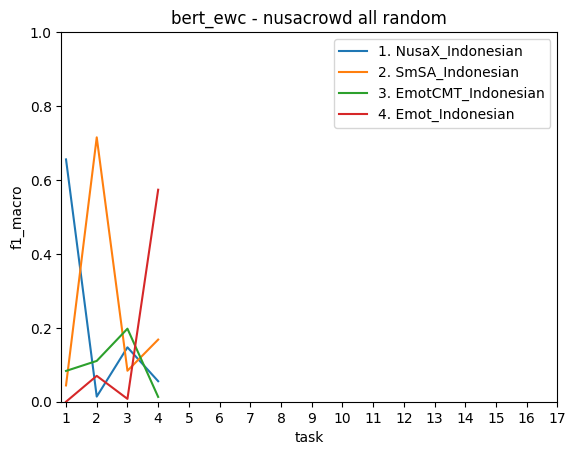 bert_ewc - nusacrowd all random
1.0
0.8
0.6
0.4
0.2
0.0
f1_macro
1. NusaX_Indonesian
2. SmSA_Indonesian
3. EmotCMT_Indonesian
4. Emot_Indonesian
1 2 3 4 5 6 7 8 9 10 11 12 13 14 15 16 17
task